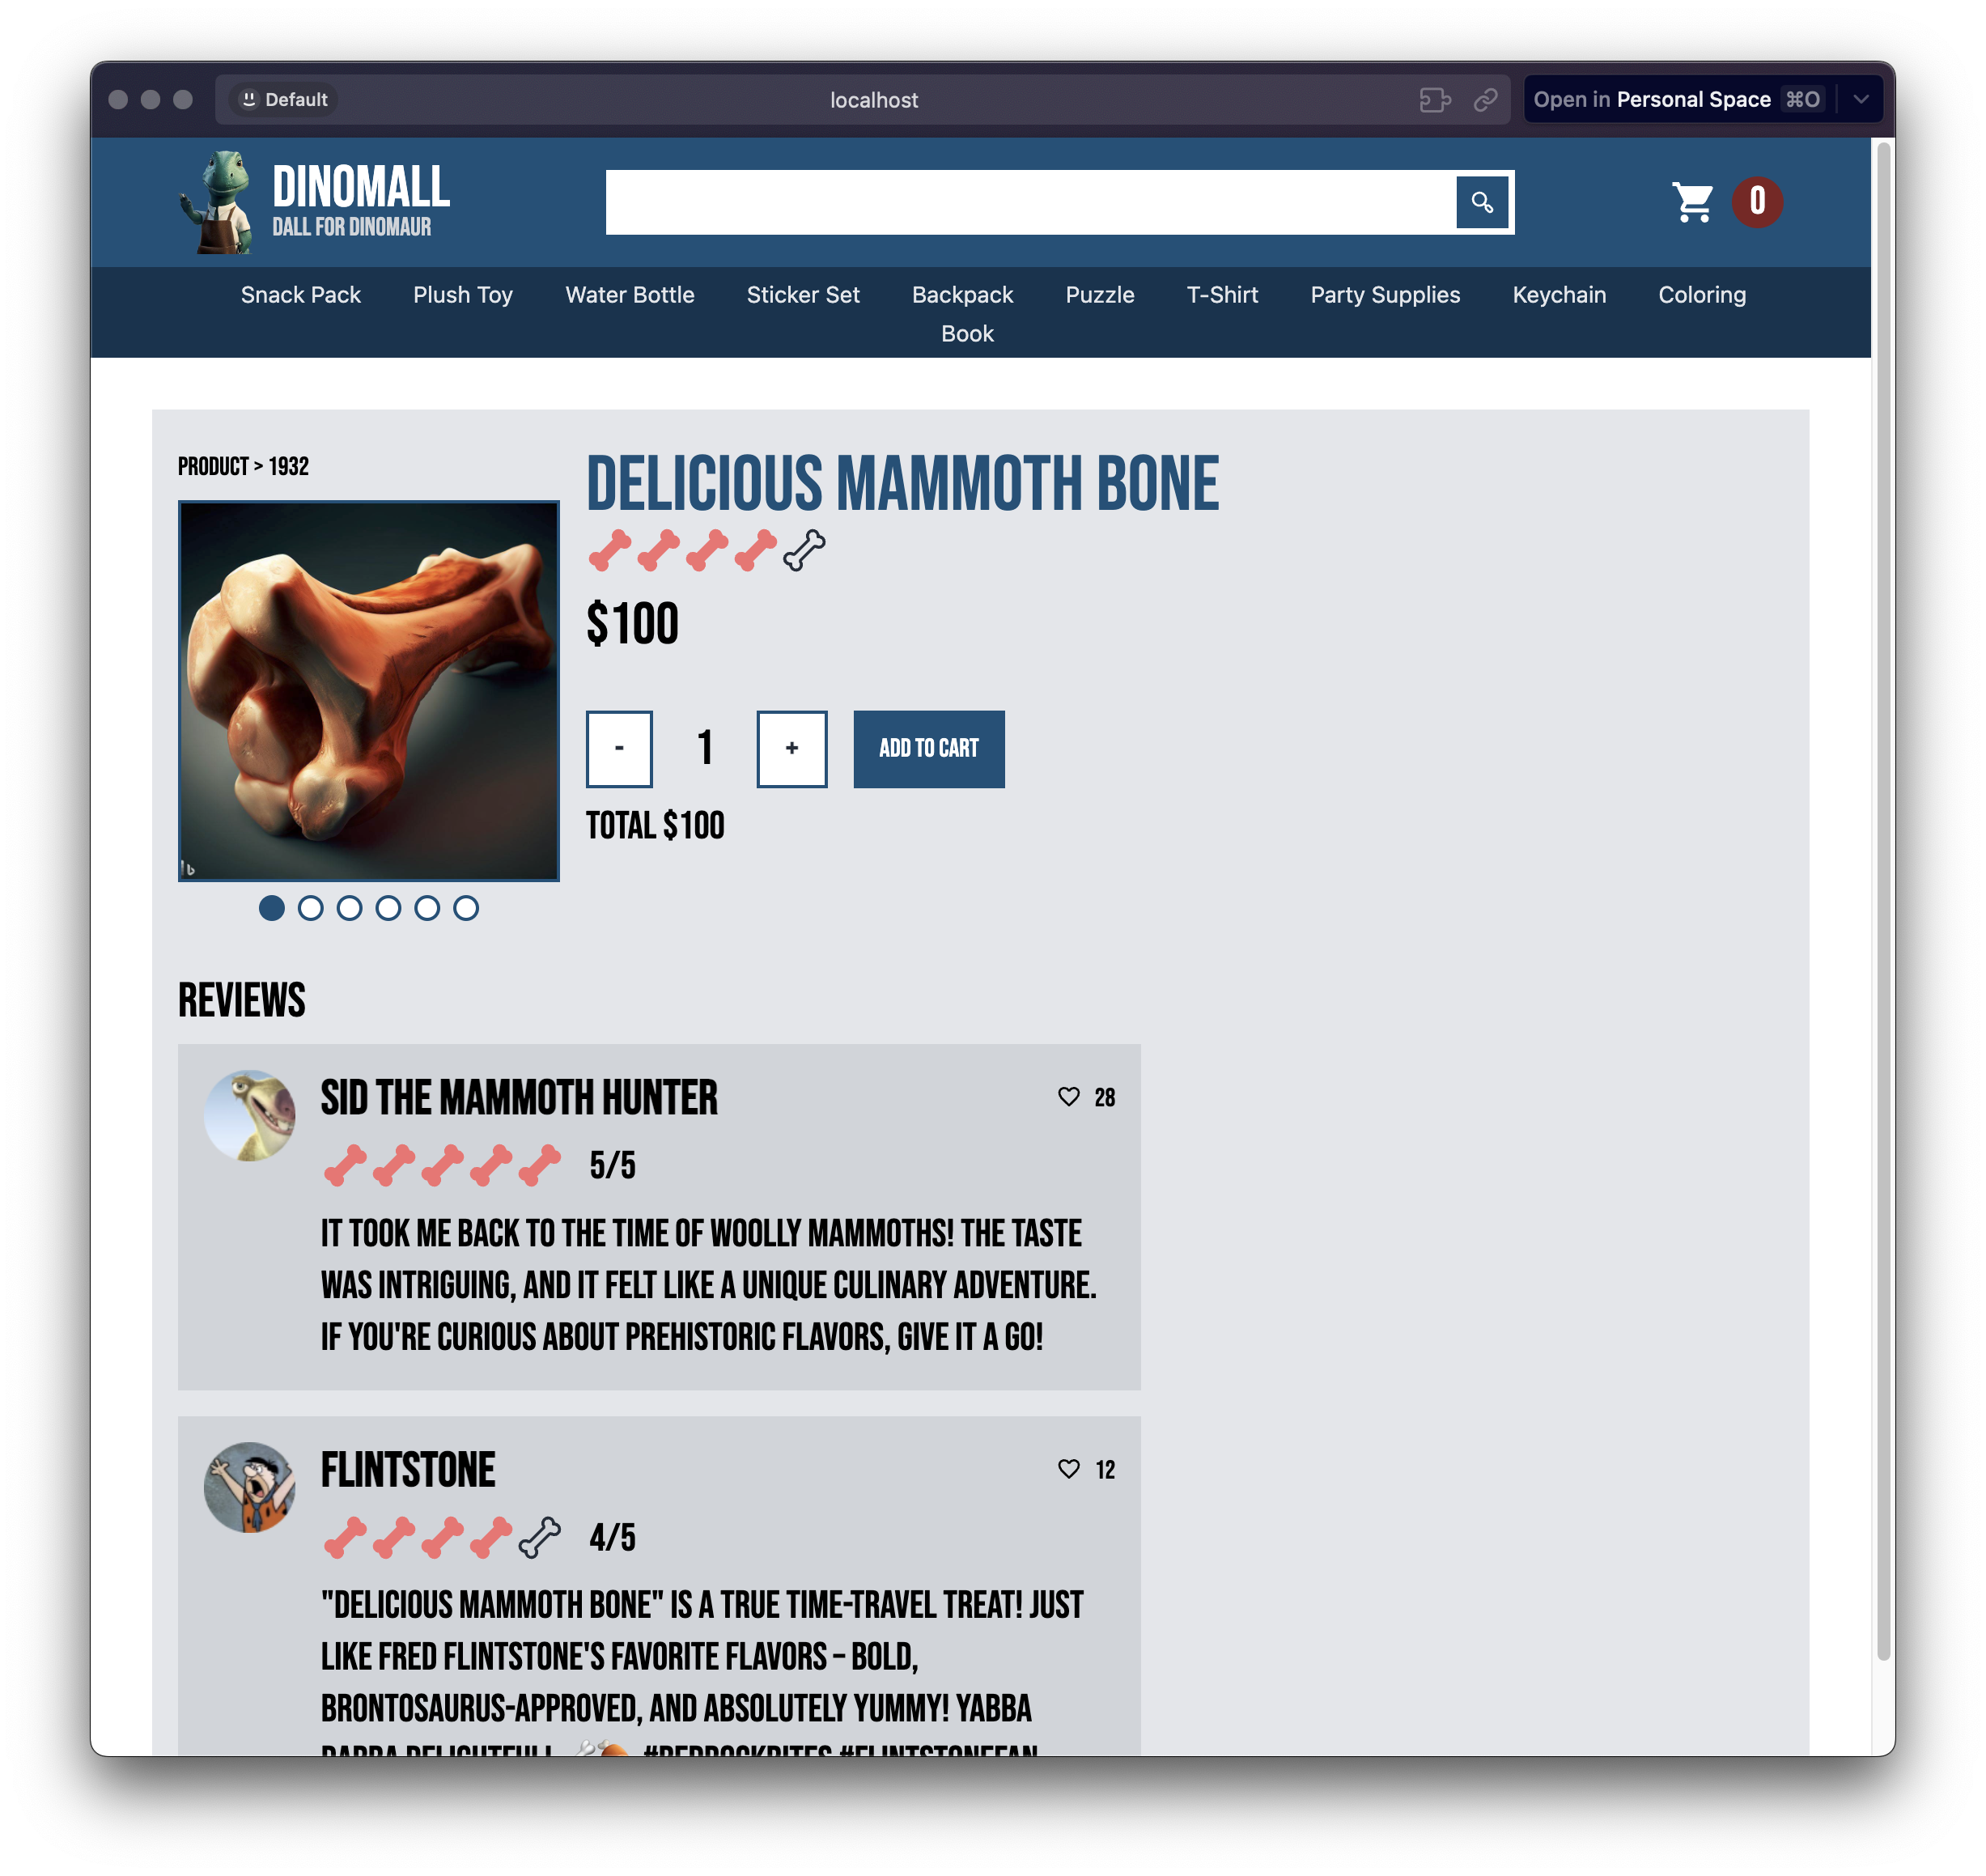 Default
localhost
Open in Personal Space ⌘O
DINOMALL
DALL FOR DINOMAUR
0
Snack Pack Plush Toy Water Bottle Sticker Set Backpack Puzzle T-Shirt Party Supplies Keychain Coloring
Book
PRODUCT > 1932
DELICIOUS MAMMOTH BONE
$100
- 1 + ADD TO CART
TOTAL $100
REVIEWS
SID THE MAMMOTH HUNTER
28
5/5
IT TOOK ME BACK TO THE TIME OF WOOLLY MAMMOTHS! THE TASTE
WAS INTRIGUING, AND IT FELT LIKE A UNIQUE CULINARY ADVENTURE.
IF YOU'RE CURIOUS ABOUT PREHISTORIC FLAVORS, GIVE IT A GO!
FLINTSTONE
12
4/5
"DELICIOUS MAMMOTH BONE" IS A TRUE TIME-TRAVEL TREAT! JUST
LIKE FRED FLINTSTONE'S FAVORITE FLAVORS – BOLD,
BRONTOSAURUS-APPROVED, AND ABSOLUTELY YUMMY! YABBA
#BEDROCKBITES #FLINTSTONEFAN